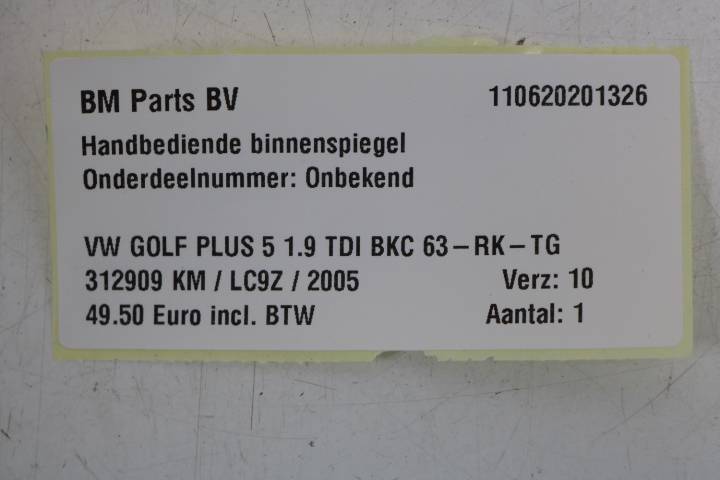 BM Parts BV 110620201326
Handbediende binnenspiegel
Onderdeelnummer: Onbekend
VW GOLF PLUS 5 1.9 TDI BKC 63-RK-TG
312909 KM / LC9Z / 2005 Verz: 10
49.50 Euro incl. BTW Aantal: 1